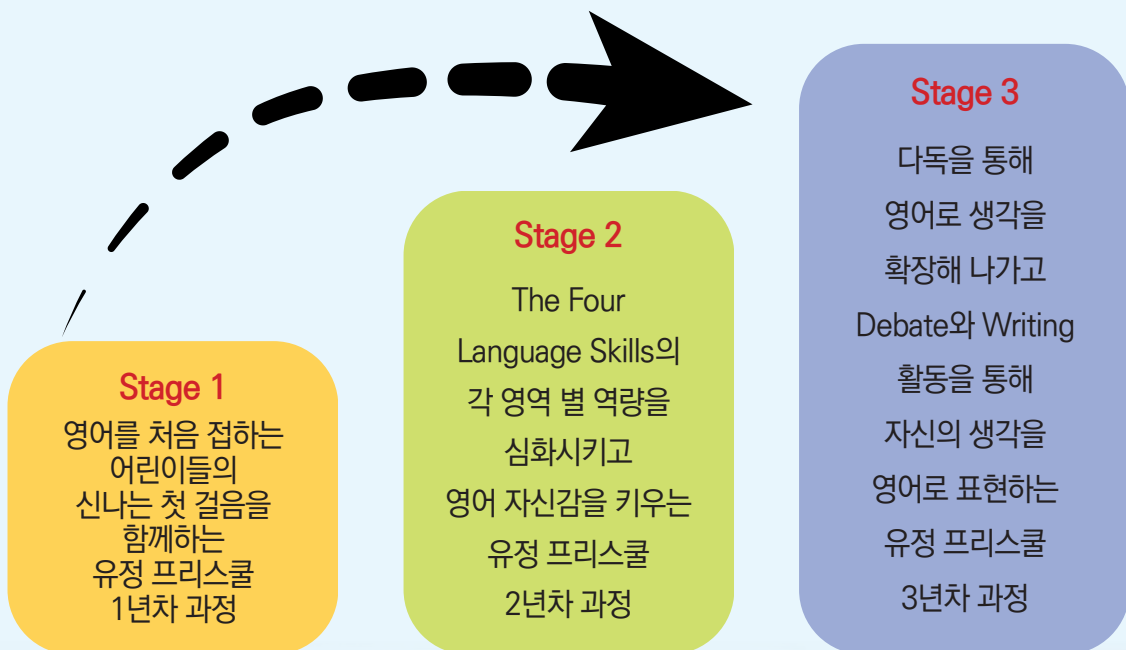 Stage 1
영어를 처음 접하는
어린이들의
신나는 첫 걸음을
함께하는
유정 프리스쿨
1년차 과정
Stage 2
The Four
Language Skills의
각 영역 별 역량을
심화시키고
영어 자신감을 키우는
유정 프리스쿨
2년차 과정
Stage 3
다독을 통해
영어로 생각을
확장해 나가고
Debate와 Writing
활동을 통해
자신의 생각을
영어로 표현하는
유정 프리스쿨
3년차 과정